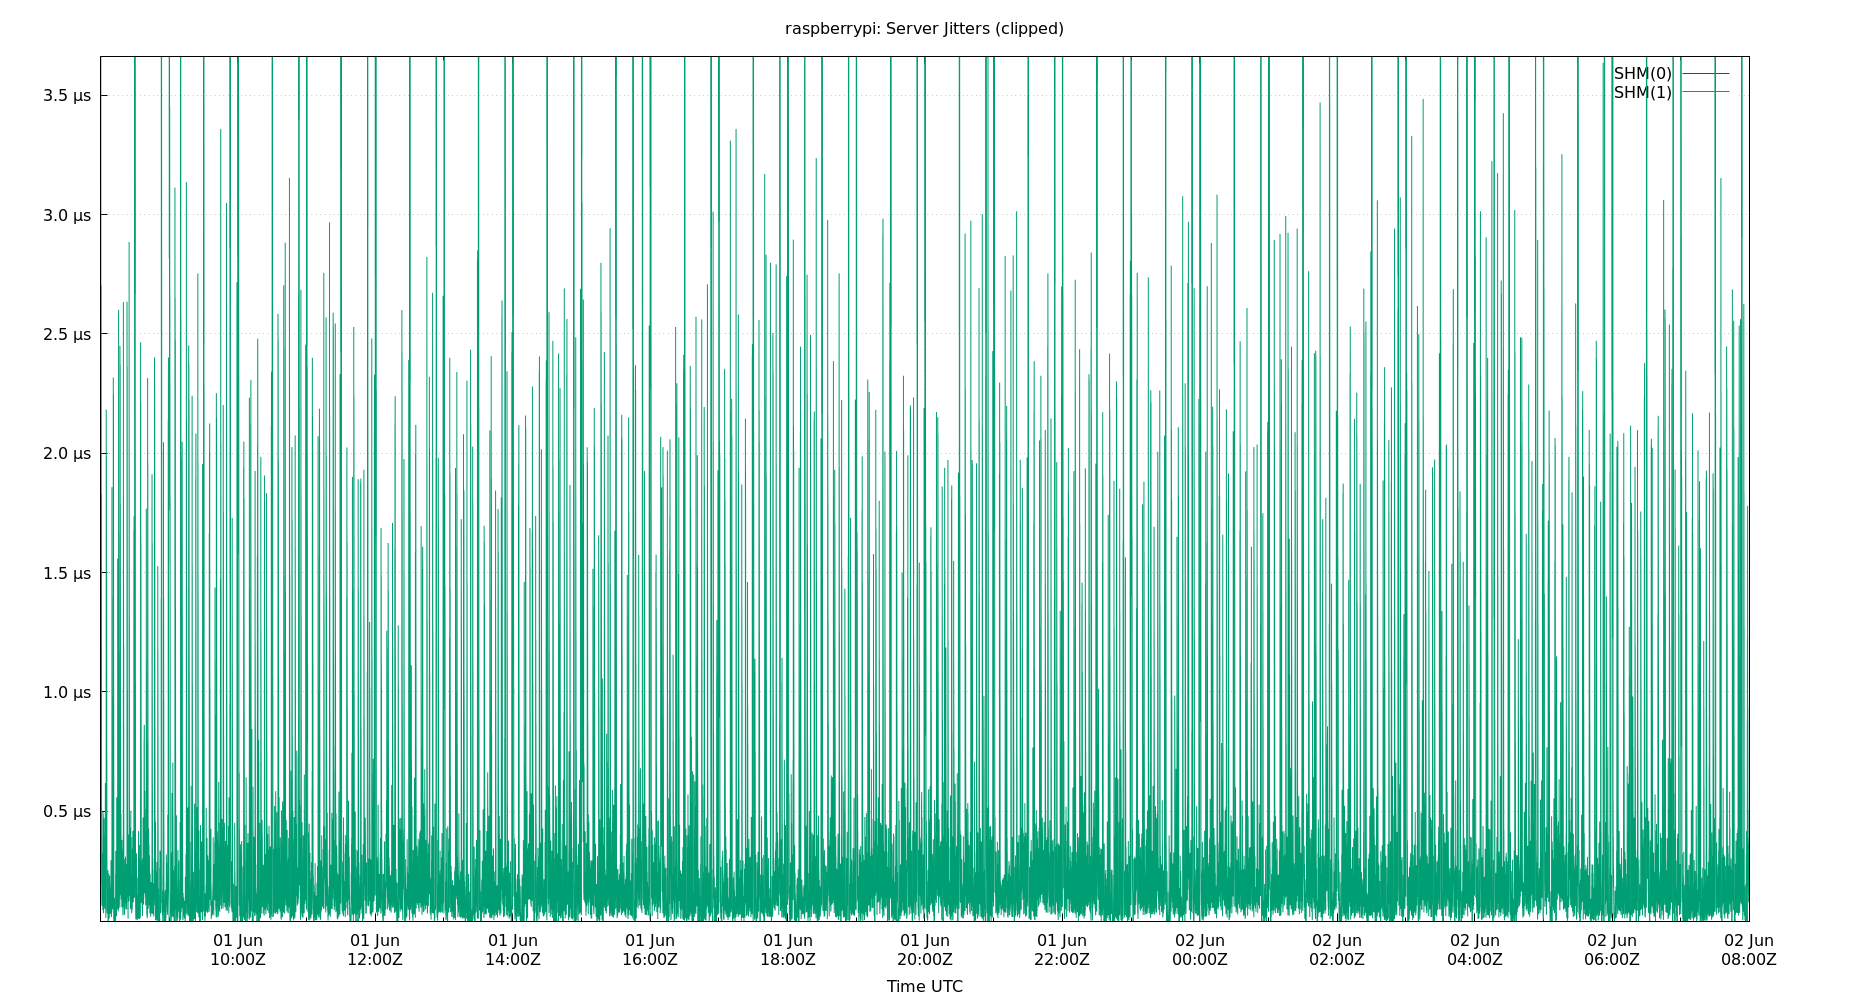 raspberrypi: Server Jitters (clipped)
SHM(0)
SHM(1)
3.5 μs
3.0 μs
2.5 μs
2.0 μs
1.5 μs
1.0 μs
0.5 μs
01 Jun 01 Jun 01 Jun 01 Jun 01 Jun 01 Jun 01 Jun 02 Jun 02 Jun 02 Jun 02 Jun 02 Jun
10:00Z 12:00Z 14:00Z 16:00Z 18:00Z 20:00Z 22:00Z 00:00Z 02:00Z 04:00Z 06:00Z 08:00Z
Time UTC